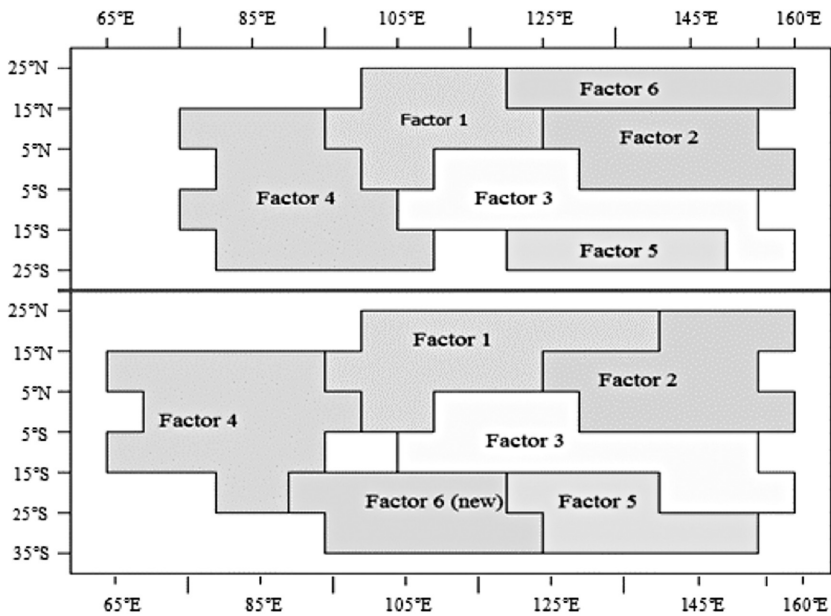 65°E 85°E 105°E 125°E 145°E 160°E
25°N
Factor 6
15°N
Factor 1
Factor 2
5°N
5°S
Factor 4
Factor 3
15°S
Factor 5
25°S
25°N
Factor 1
15°N
Factor 2
5°N
Factor 4
5°S
Factor 3
15°S
Factor 6 (new)
Factor 5
25°S
35°S
65°E 85°E 105°E 125°E 145°E 160°E